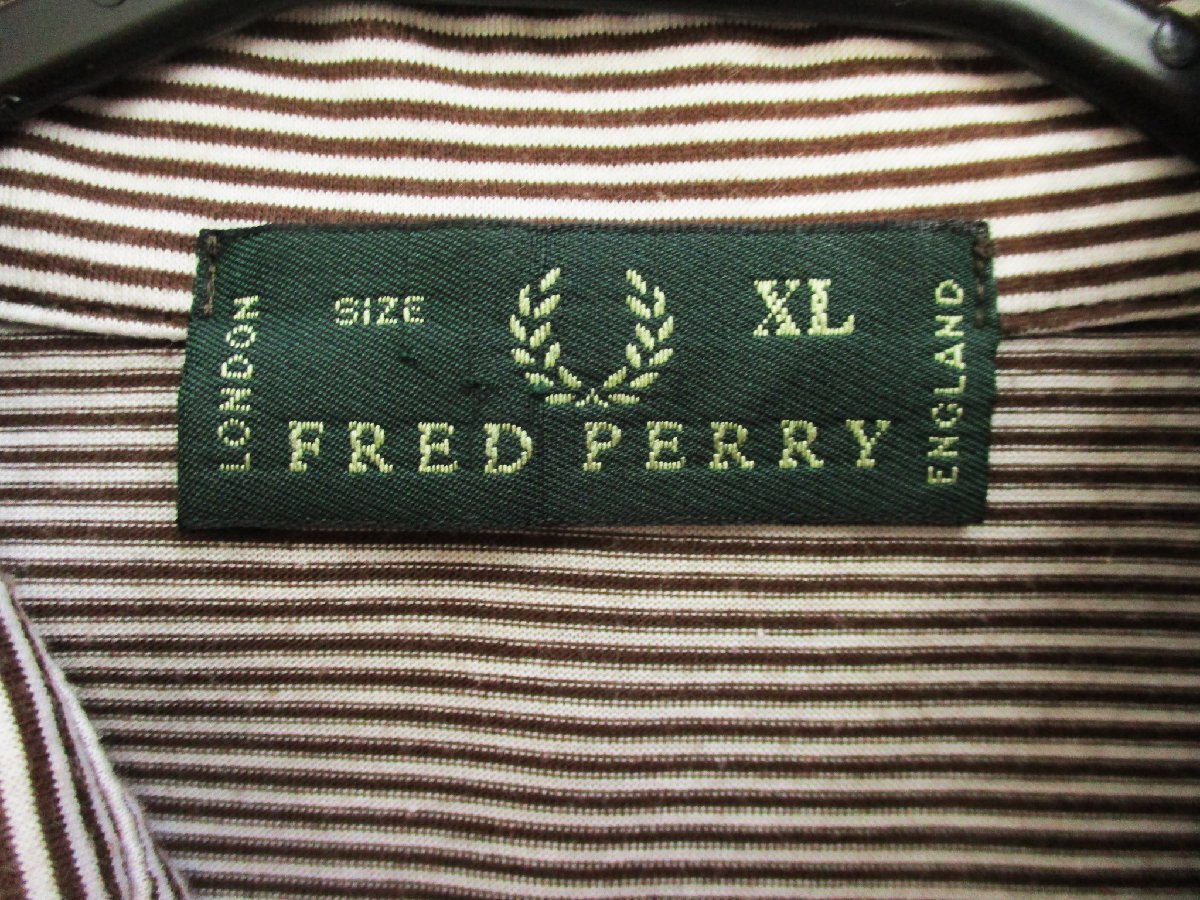 LONDON
SIZE XL
FRED PERRY
ENGLAND